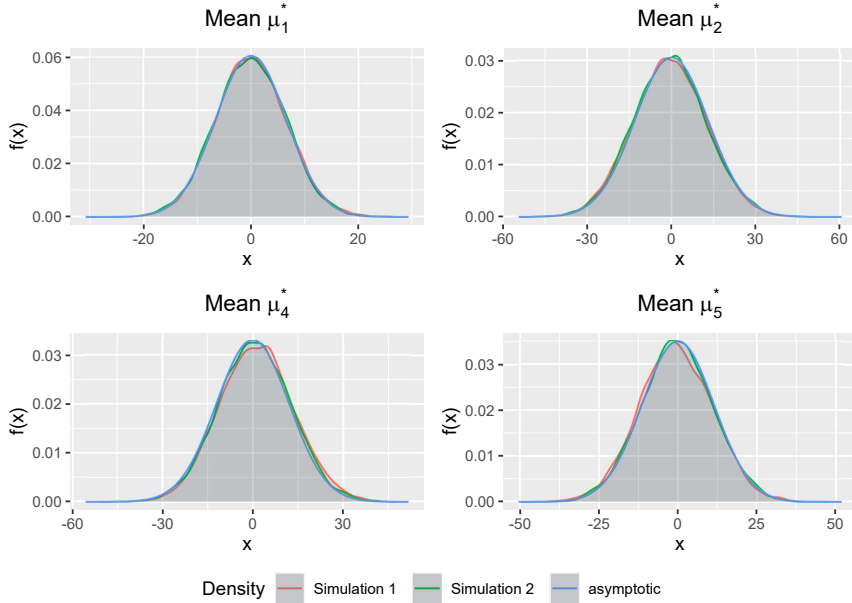 Mean μ₁*
Mean μ₂*
f(x)
0.06
0.04
0.02
0.00
-20
0
20
x
f(x)
0.03
0.02
0.01
0.00
-60
-30
0
30
60
x
Mean μ₄*
Mean μ₅*
f(x)
0.03
0.02
0.01
0.00
-60
-30
0
30
x
f(x)
0.03
0.02
0.01
0.00
-50
-25
0
25
50
x
Density
Simulation 1
Simulation 2
asymptotic